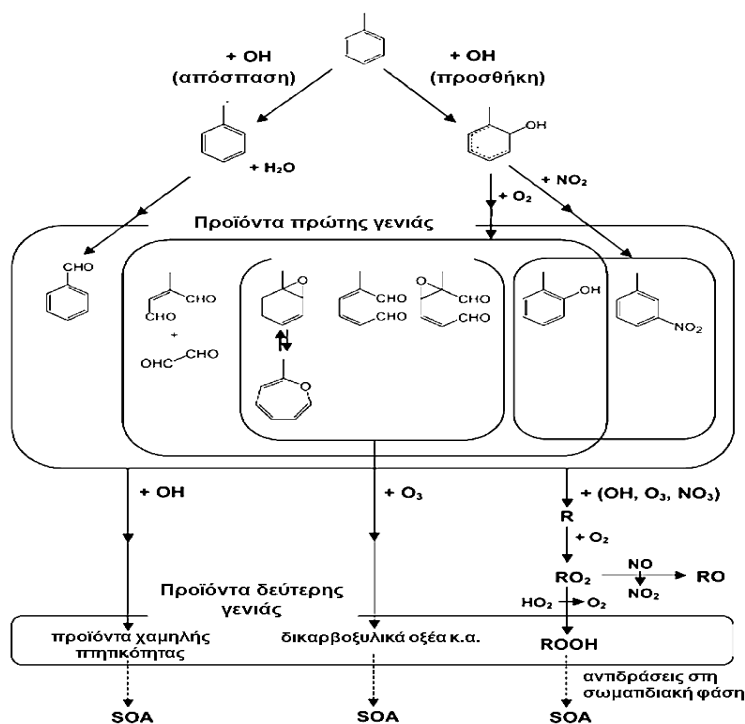 + OH
(απόσπαση)
+ OH
(προσθήκη)
OH
+ H₂O
+ O₂
+ NO₂
Προϊόντα πρώτης γενιάς
CHO
CHO
CHO
+
OHC
CHO
O
O
CHO
CHO
O
CHO
CHO
OH
NO₂
+ OH
+ O₃
+ (OH, O₃, NO₃)
R
+ O₂
RO₂
NO
NO₂
RO
HO₂
O₂
Προϊόντα δεύτερης
γενιάς
προϊόντα χαμηλής
πτητικότητας
δικαρβοξυλικά οξέα κ.α.
ROOH
αντιδράσεις στη
σωματιδιακή φάση
SOA
SOA
SOA